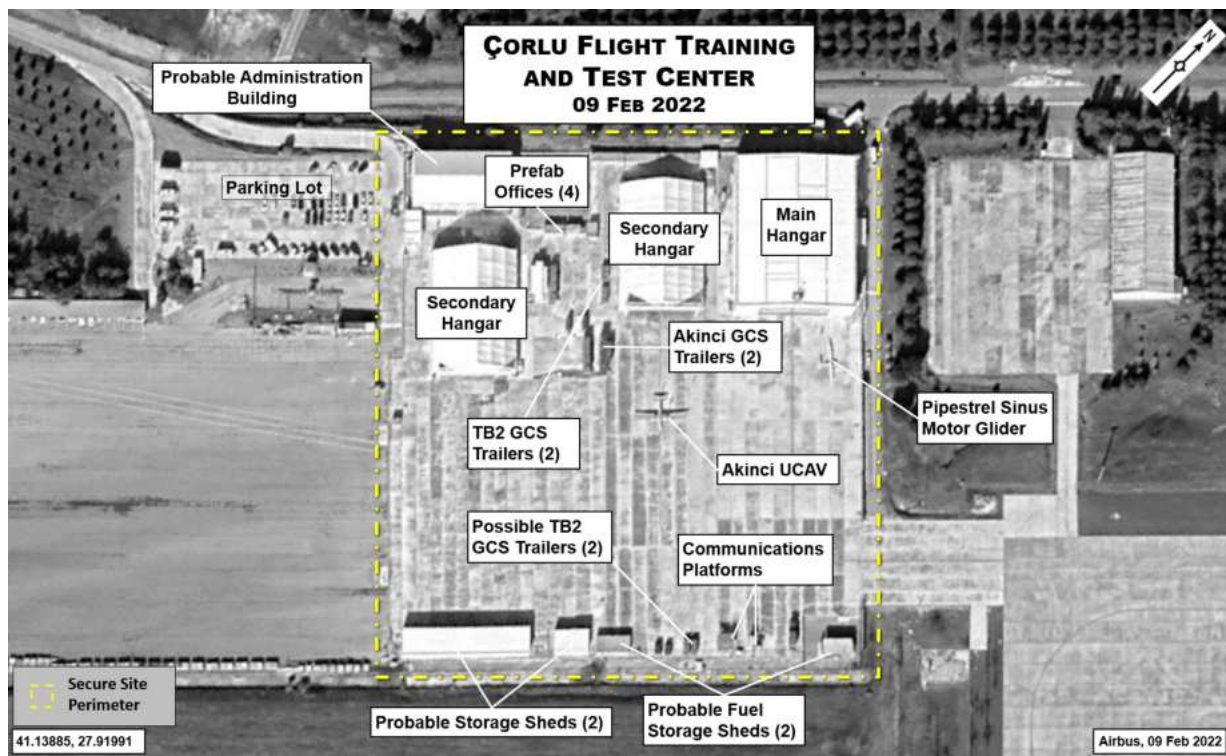 ÇORLU FLIGHT TRAINING
AND TEST CENTER
09 FEB 2022
N
Probable Administration
Building
Parking Lot
Prefab
Offices (4)
Secondary
Hangar
Main
Hangar
Secondary
Hangar
Akinci GCS
Trailers (2)
Pipestrel Sinus
Motor Glider
TB2 GCS
Trailers (2)
Akinci UCAV
Possible TB2
GCS Trailers (2)
Communications
Platforms
Secure Site
Perimeter
Probable Storage Sheds (2)
Probable Fuel
Storage Sheds (2)
41.13885, 27.91991
Airbus, 09 Feb 2022